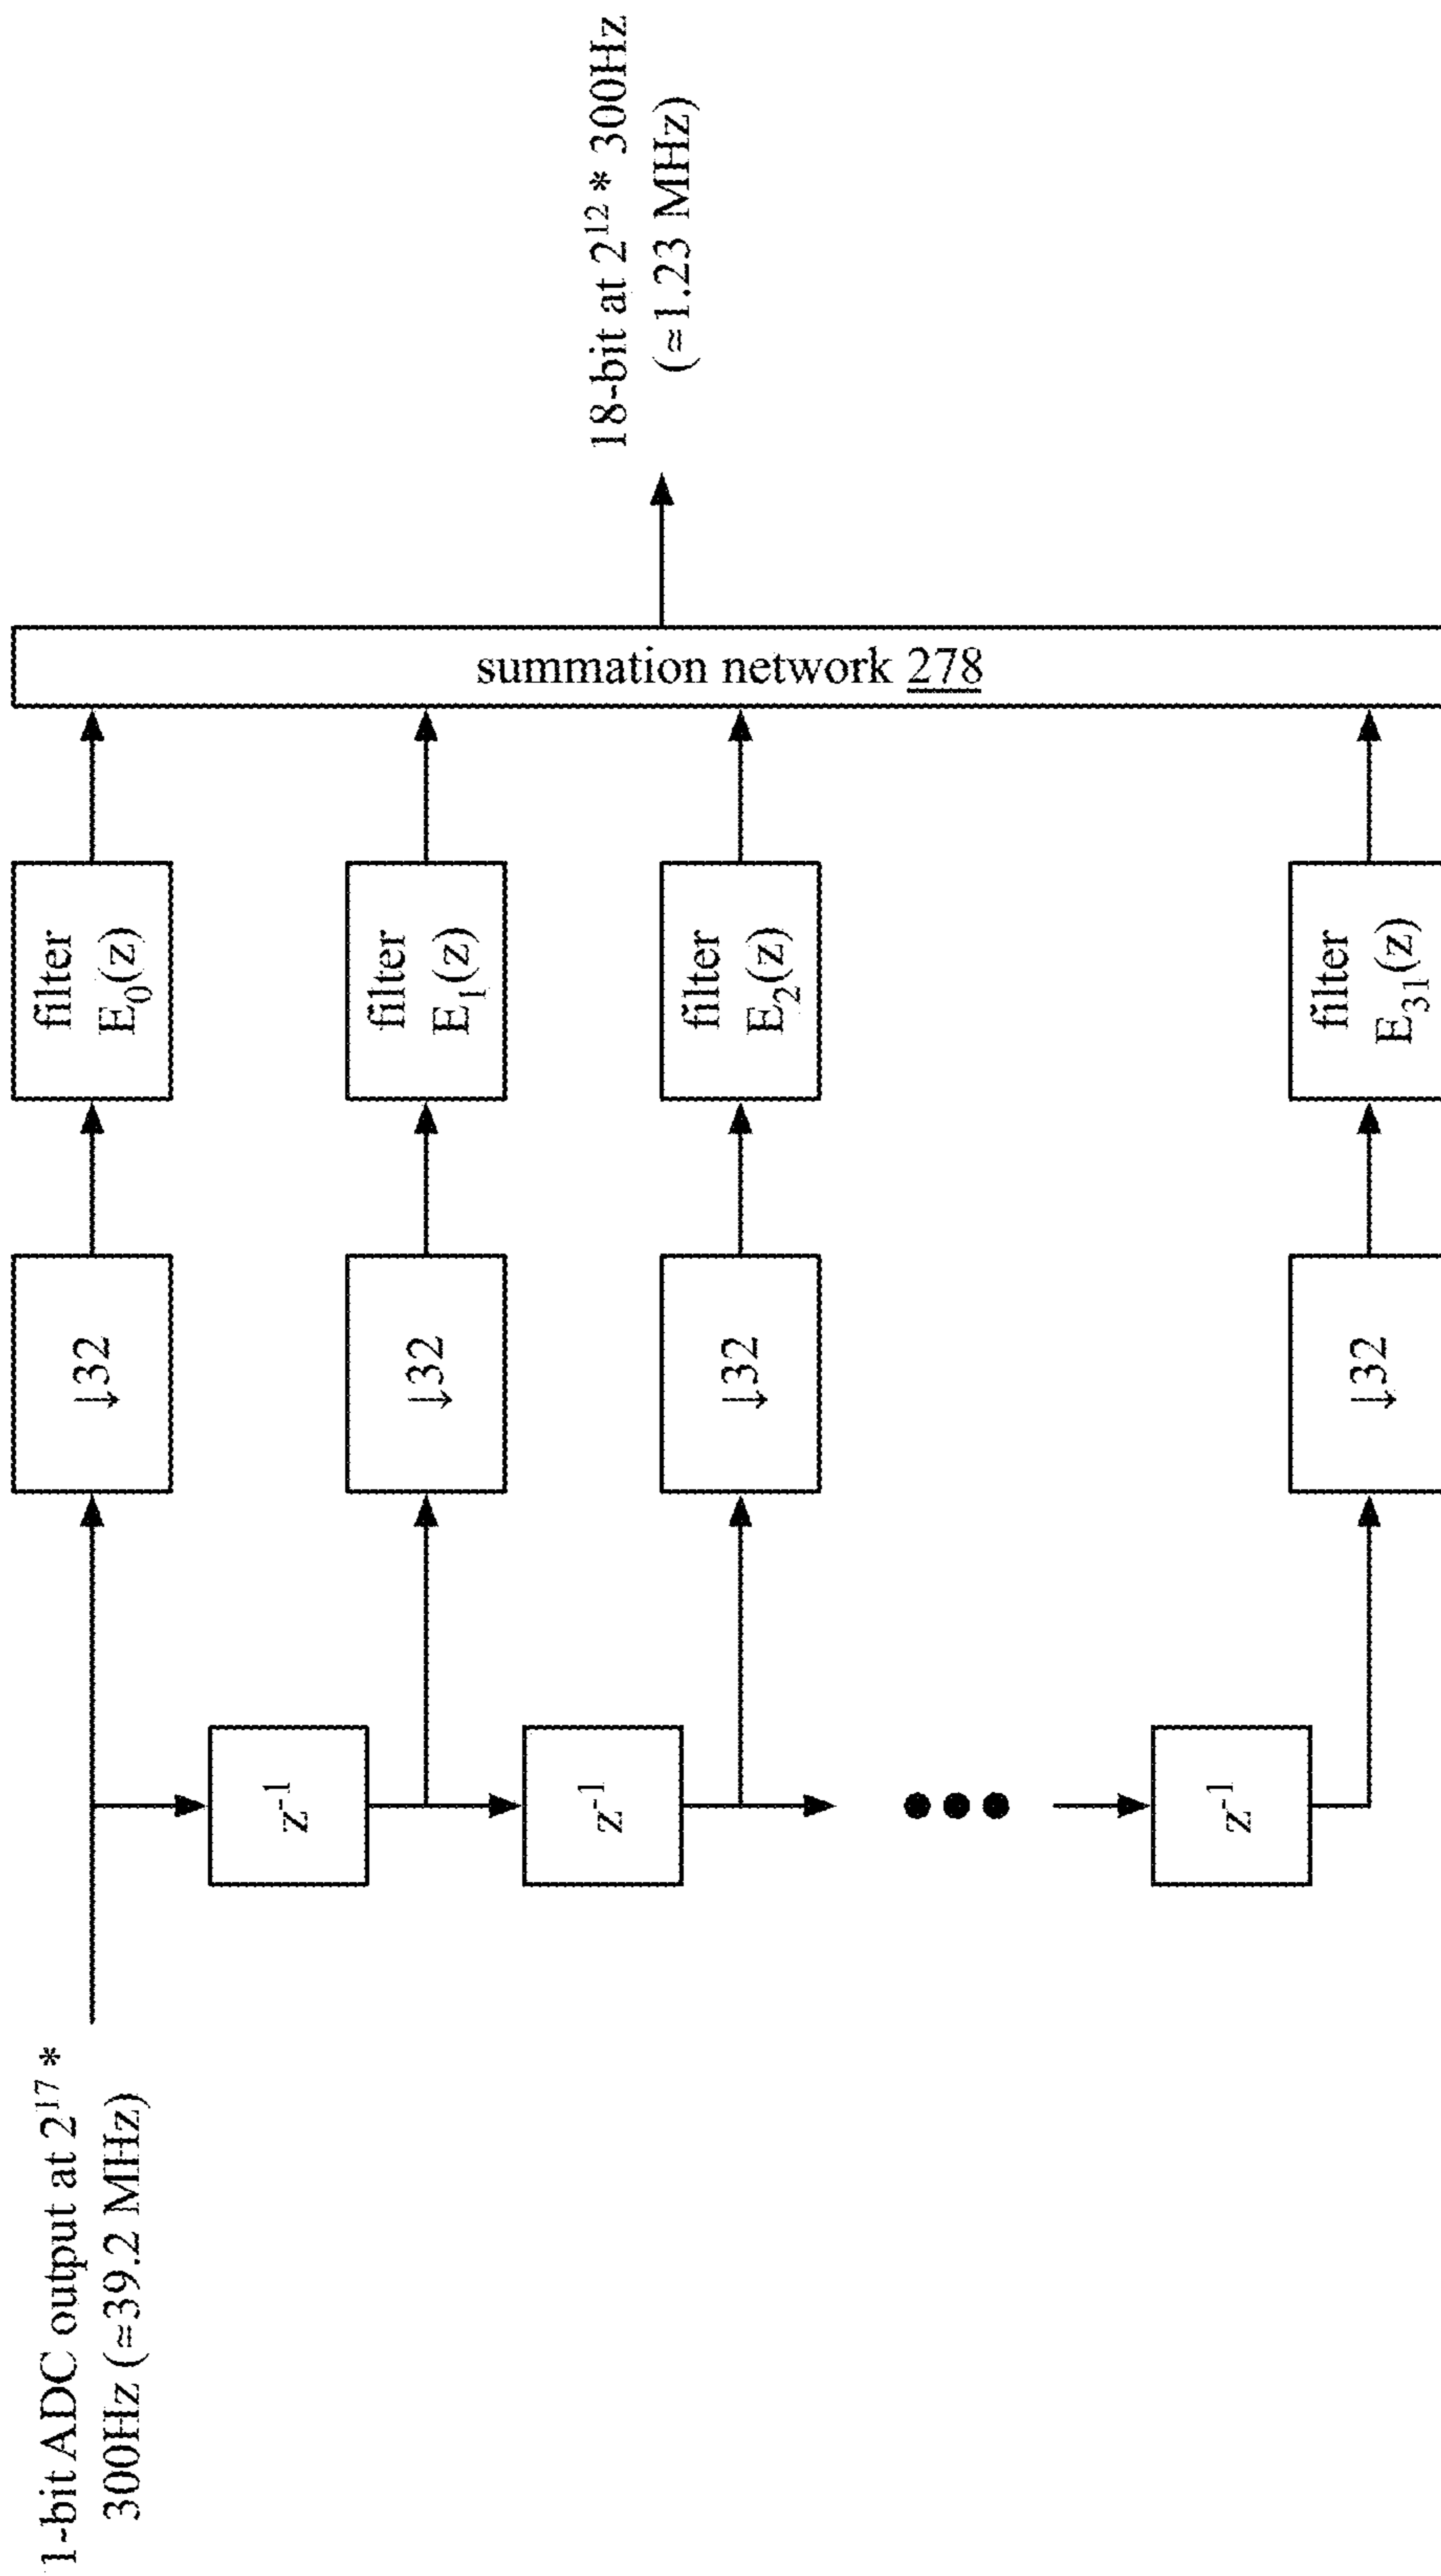 1-bit ADC output at 2¹⁷ *
300Hz (≈39.2 MHz)
↓32
filter
E₀(z)
z⁻¹
↓32
filter
E₁(z)
z⁻¹
↓32
filter
E₂(z)
z⁻¹
↓32
filter
E₃₁(z)
summation network 278
18-bit at 2¹² * 300Hz
(≈1.23 MHz)